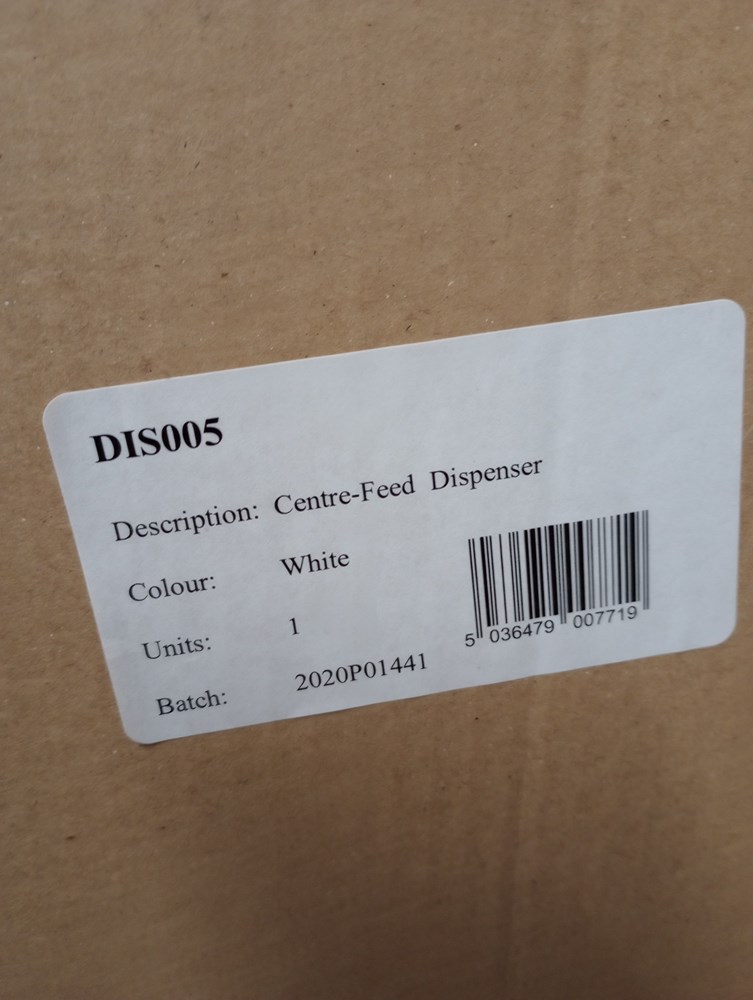 DIS005
Description: Centre-Feed Dispenser
Colour: White
Units: 1
Batch: 2020P01441
5 036479 007719